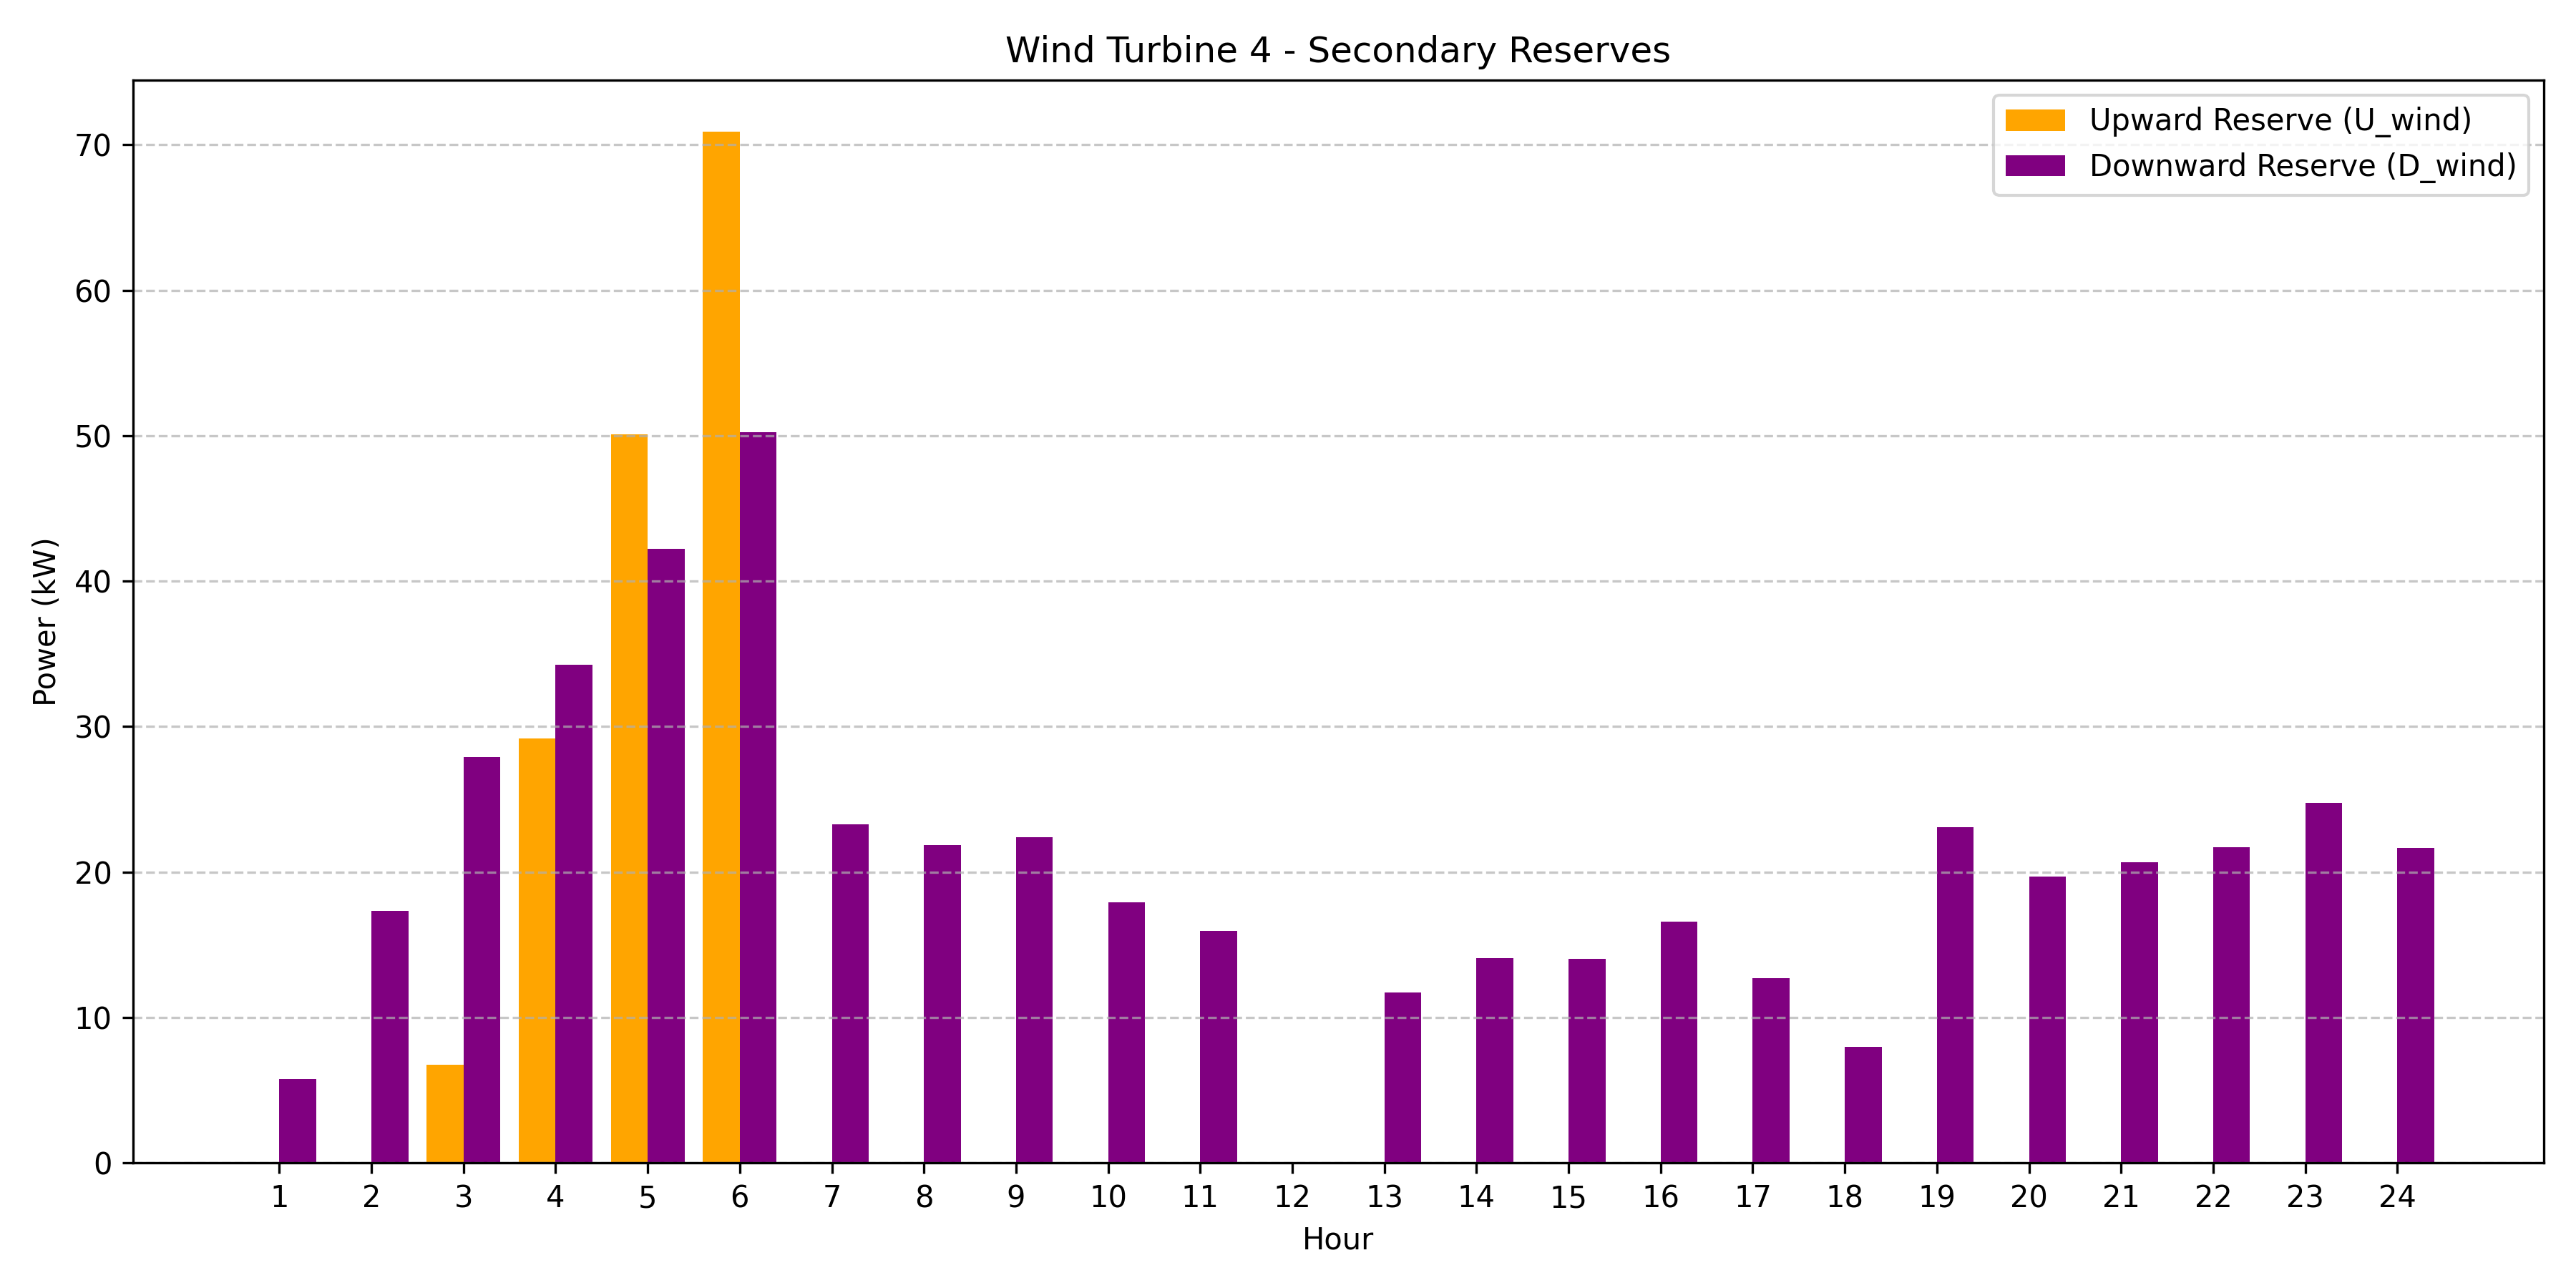 Wind Turbine 4 - Secondary Reserves
Upward Reserve (U_wind)
Downward Reserve (D_wind)
Power (kW)
70
60
50
40
30
20
10
0
1 2 3 4 5 6 7 8 9 10 11 12 13 14 15 16 17 18 19 20 21 22 23 24
Hour